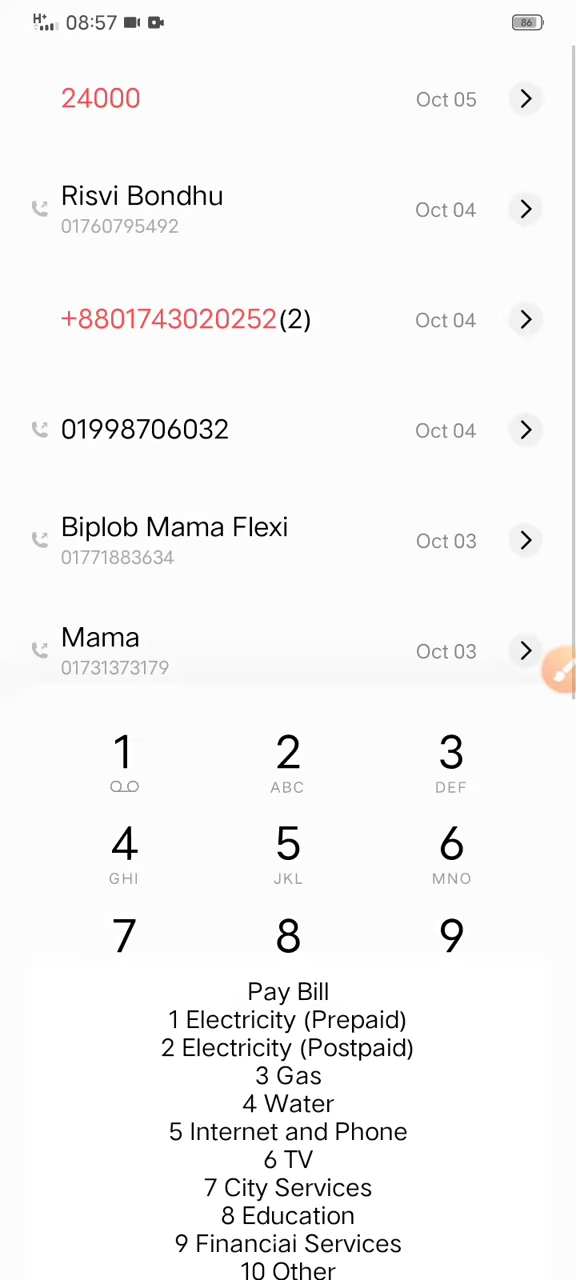 H+ 08:57 86
24000 Oct 05
Risvi Bondhu
01760795492 Oct 04
+8801743020252(2) Oct 04
01998706032 Oct 04
Biplob Mama Flexi
01771883634 Oct 03
Mama
01731373179 Oct 03
1 2 3
ABC DEF
4 5 6
GHI JKL MNO
7 8 9
Pay Bill
1 Electricity (Prepaid)
2 Electricity (Postpaid)
3 Gas
4 Water
5 Internet and Phone
6 TV
7 City Services
8 Education
9 Financial Services
10 Other